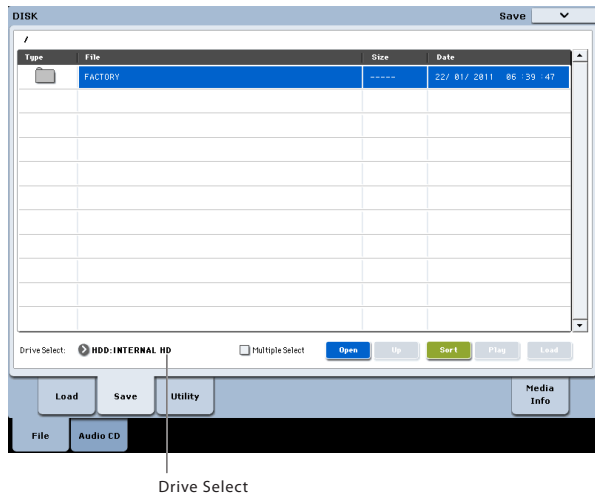 DISK Save
/
Type File Size Date
FACTORY ----- 22/ 01/ 2011 06 :39 :47
Drive Select: HDD:INTERNAL HD Multiple Select Open Up Sort Play Load
Load Save Utility Media Info
File Audio CD
Drive Select